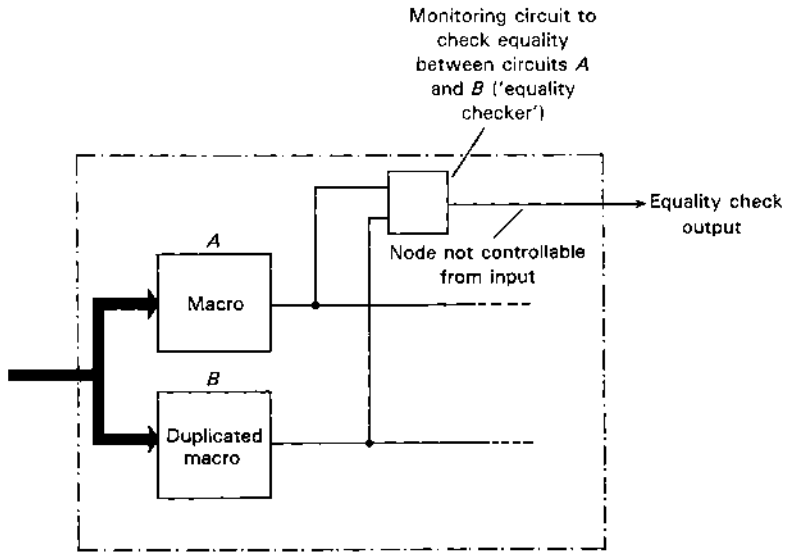 Monitoring circuit to
check equality
between circuits A
and B ('equality
checker')
Equality check
output
Node not controllable
from input
A
Macro
B
Duplicated
macro